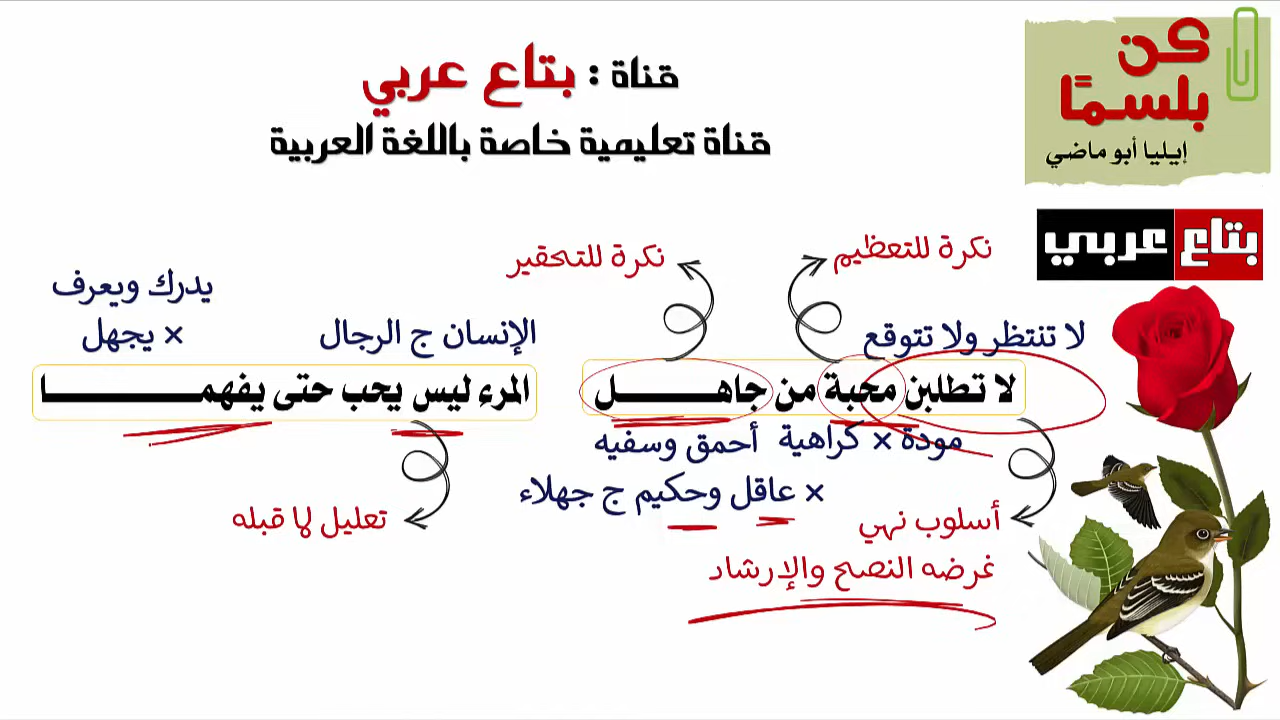 كن
بلسمًا
إيليا أبو ماضي
قناة : بتاع عربي
قناة تعليمية خاصة باللغة العربية
بتاع عربي
نكرة للتعظيم
نكرة للتحقير
لا تنتظر ولا تتوقع
الإنسان ج الرجال
يدرك ويعرف
× يجهل
لا تطلبن محبة من جاهـــــــل
المرء ليس يحب حتى يفهمـــــــــــا
مودة × كراهية
أحمق وسفيه
× عاقل وحكيم ج جهلاء
أسلوب نهي
غرضه النصح والإرشاد
تعليل لما قبله